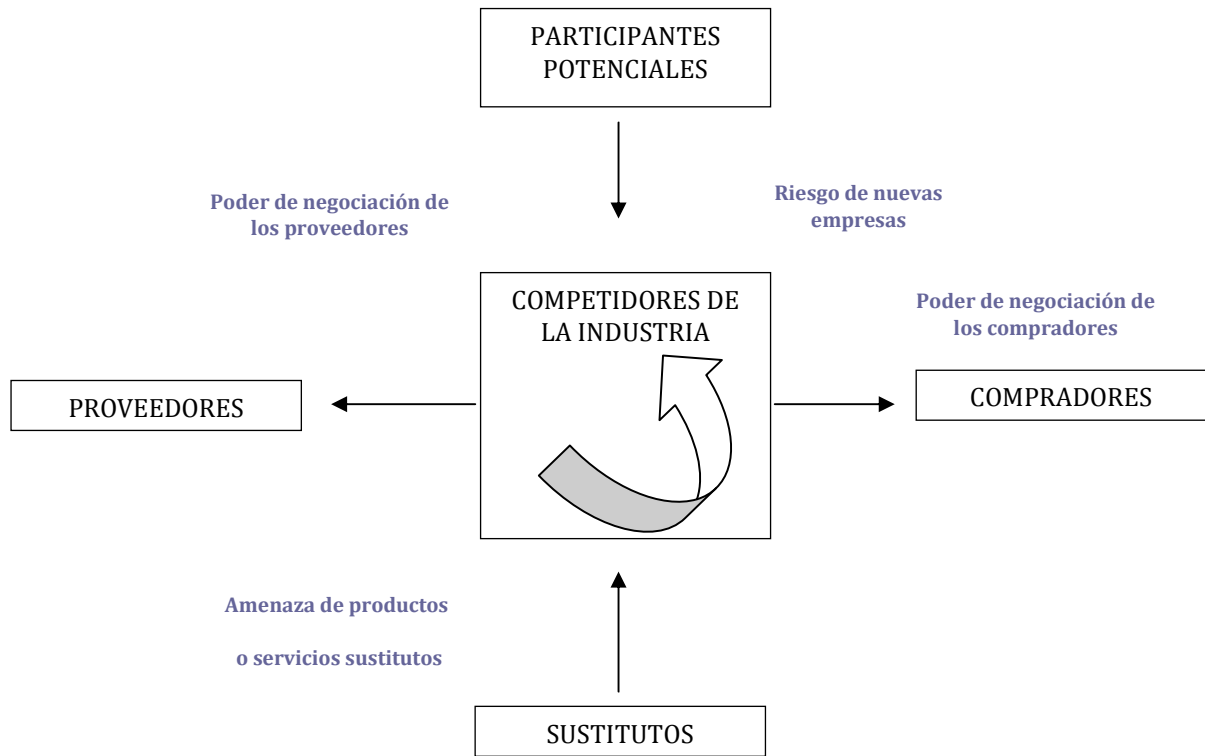 PARTICIPANTES
POTENCIALES
Poder de negociación de
los proveedores
Riesgo de nuevas
empresas
COMPETIDORES DE
LA INDUSTRIA
Poder de negociación de
los compradores
PROVEEDORES
COMPRADORES
Amenaza de productos
o servicios sustitutos
SUSTITUTOS